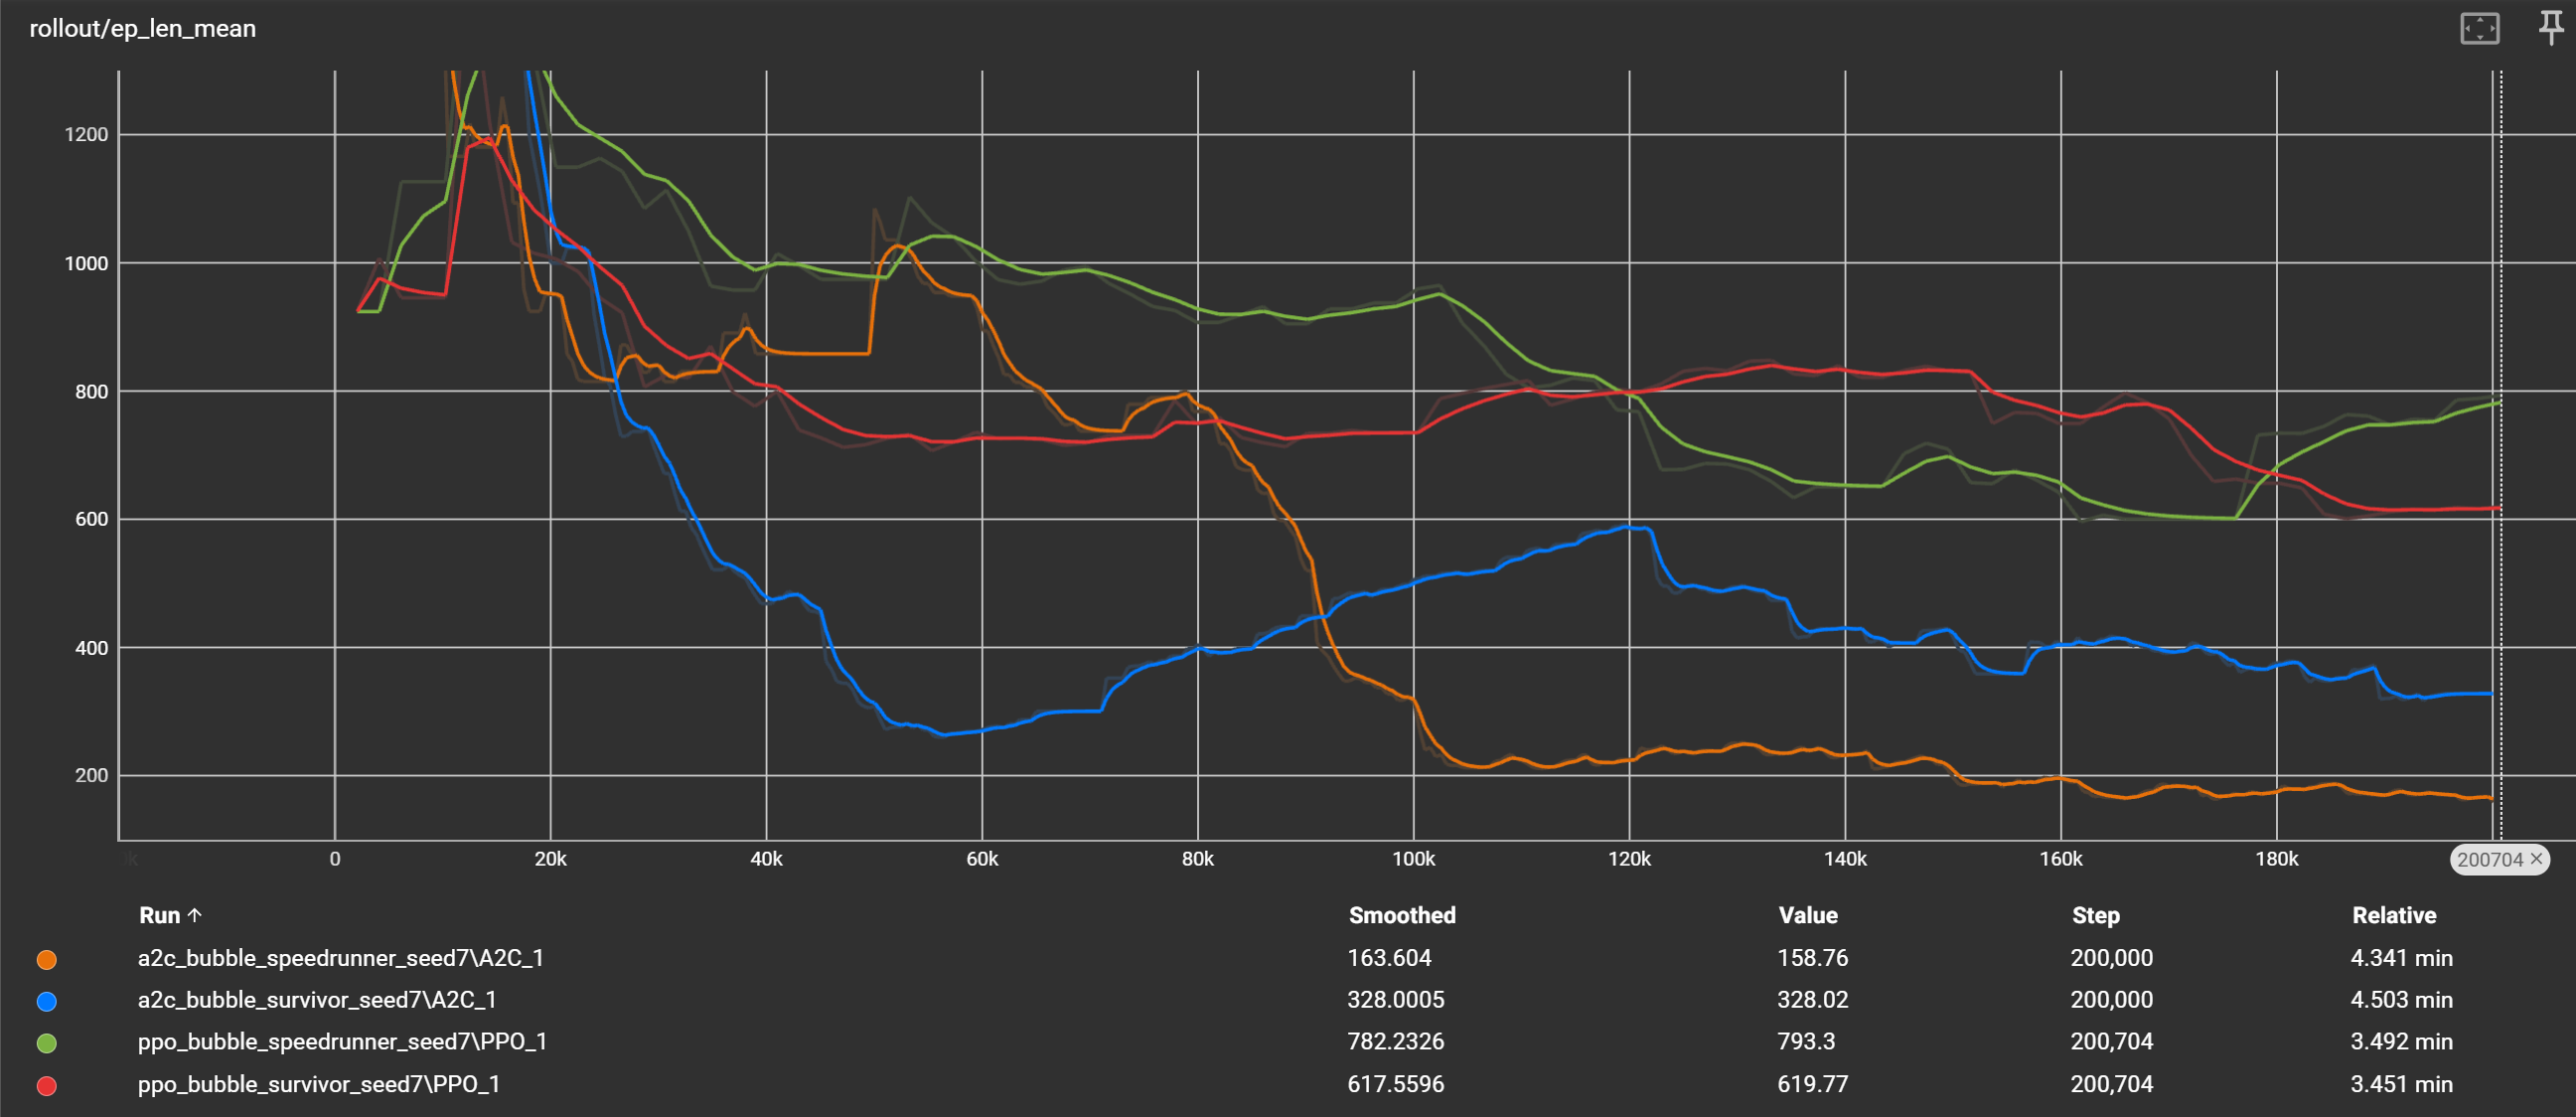 rollout/ep_len_mean
1200
1000
800
600
400
200
0 20k 40k 60k 80k 100k 120k 140k 160k 180k 200704 ×
Run ↑ Smoothed Value Step Relative
a2c_bubble_speedrunner_seed7\A2C_1 163.604 158.76 200,000 4.341 min
a2c_bubble_survivor_seed7\A2C_1 328.0005 328.02 200,000 4.503 min
ppo_bubble_speedrunner_seed7\PPO_1 782.2326 793.3 200,704 3.492 min
ppo_bubble_survivor_seed7\PPO_1 617.5596 619.77 200,704 3.451 min